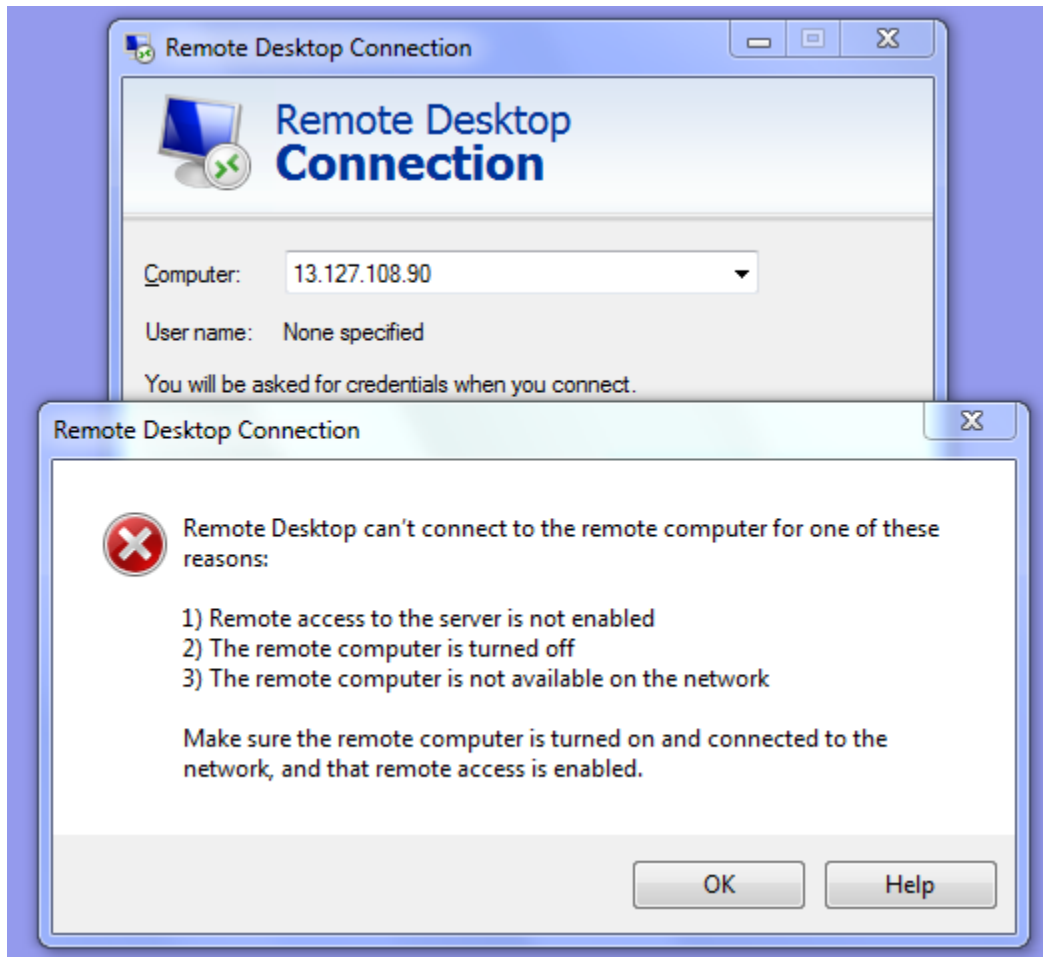 Remote Desktop Connection
Remote Desktop
Connection
Computer: 13.127.108.90
User name: None specified
You will be asked for credentials when you connect.
Remote Desktop Connection
Remote Desktop can't connect to the remote computer for one of these
reasons:
1) Remote access to the server is not enabled
2) The remote computer is turned off
3) The remote computer is not available on the network
Make sure the remote computer is turned on and connected to the
network, and that remote access is enabled.
OK Help